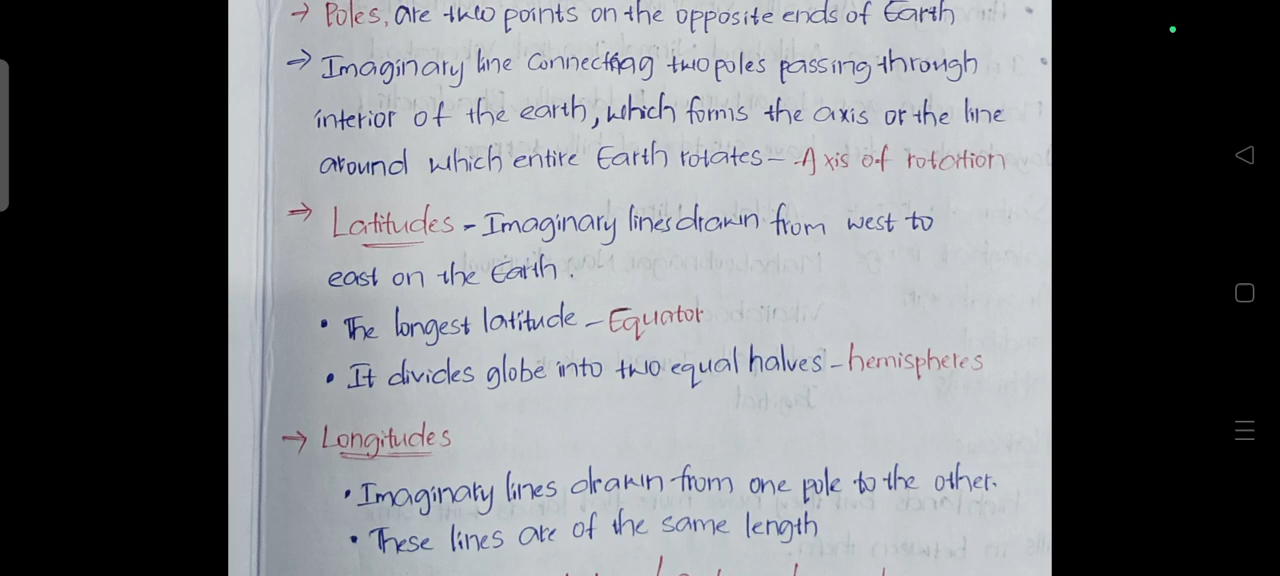 → Poles, are two points on the opposite ends of Earth
→ Imaginary line connecting two poles passing through
interior of the earth, which forms the axis or the line
around which entire Earth rotates - Axis of rotation
→ Latitudes - Imaginary lines drawn from west to
east on the Earth.
• The longest latitude - Equator
• It divides globe into two equal halves - hemispheres
→ Longitudes
• Imaginary lines drawn from one pole to the other.
• These lines are of the same length